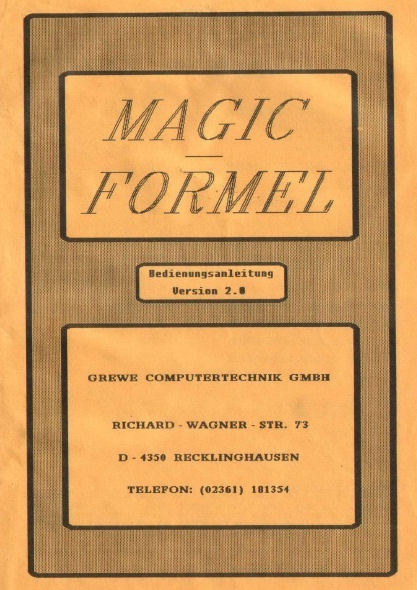 MAGIC
FORMEL
Bedienungsanleitung
Version 2.0
GREWE COMPUTERTECHNIK GMBH
RICHARD - WAGNER - STR. 73
D - 4350 RECKLINGHAUSEN
TELEFON: (02361) 181354